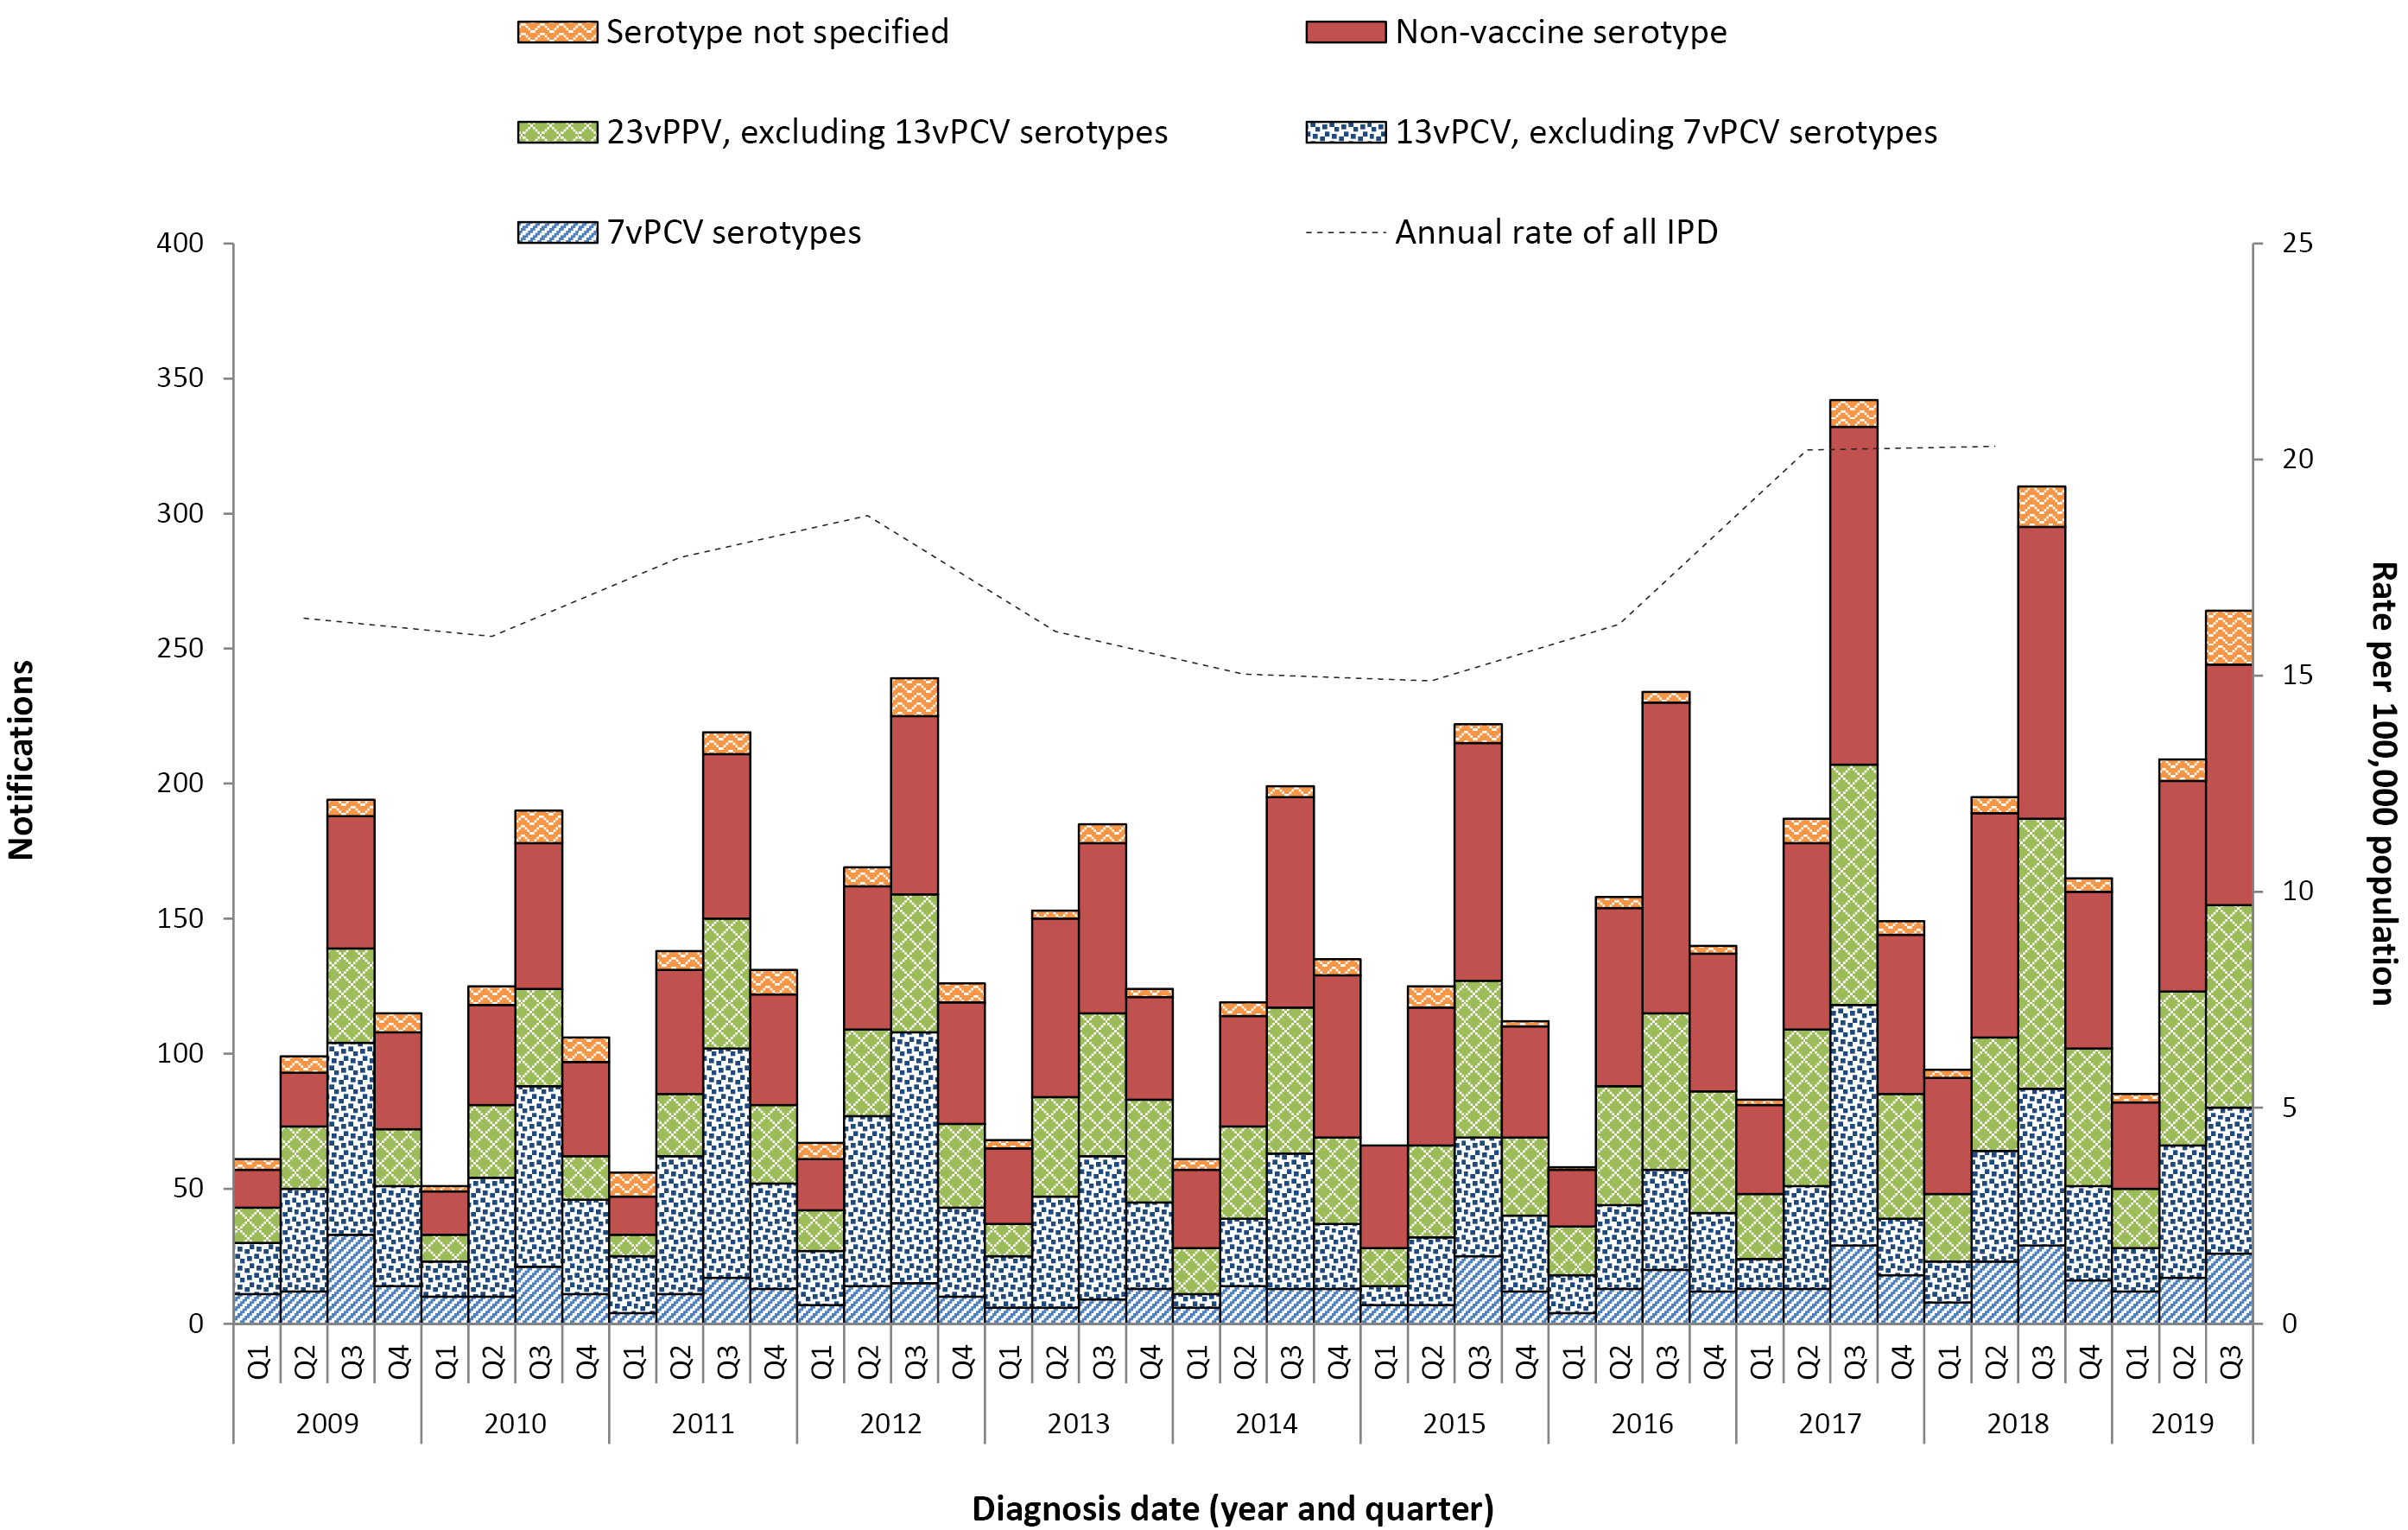 Serotype not specified
Non-vaccine serotype
23vPPV, excluding 13vPCV serotypes
13vPCV, excluding 7vPCV serotypes
7vPCV serotypes
Annual rate of all IPD
400
350
300
250
200
150
100
50
0
25
20
15
10
5
0
Notifications
Rate per 100,000 population
Q1 Q2 Q3 Q4 Q1 Q2 Q3 Q4 Q1 Q2 Q3 Q4 Q1 Q2 Q3 Q4 Q1 Q2 Q3 Q4 Q1 Q2 Q3 Q4 Q1 Q2 Q3 Q4 Q1 Q2 Q3 Q4 Q1 Q2 Q3 Q4 Q1 Q2 Q3 Q4 Q1 Q2 Q3
2009 2010 2011 2012 2013 2014 2015 2016 2017 2018 2019
Diagnosis date (year and quarter)